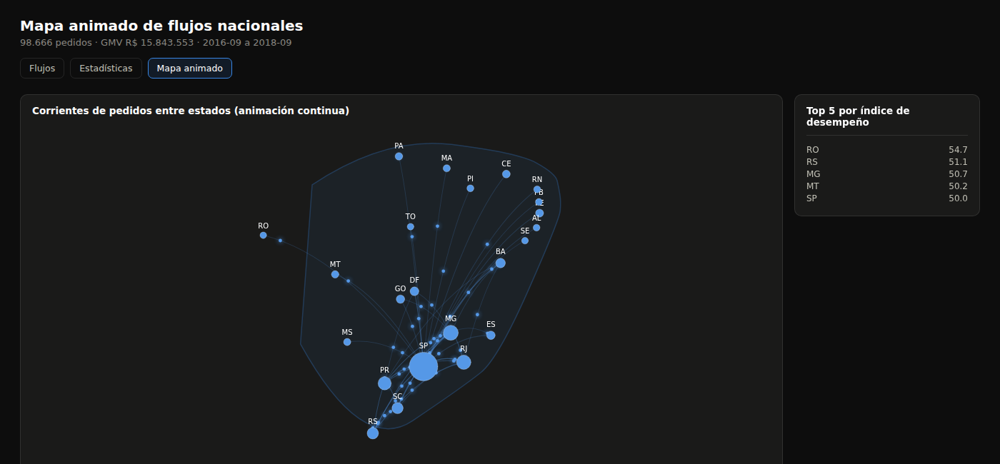 Mapa animado de flujos nacionales
98.666 pedidos · GMV R$ 15.843.553 · 2016-09 a 2018-09
Flujos
Estadísticas
Mapa animado
Corrientes de pedidos entre estados (animación continua)
PA
MA
CE
PI
RN
PB
PE
AL
TO
SE
RO
BA
MT
DF
GO
MG
ES
MS
SP
RJ
PR
SC
RS
Top 5 por índice de
desempeño
RO 54.7
RS 51.1
MG 50.7
MT 50.2
SP 50.0